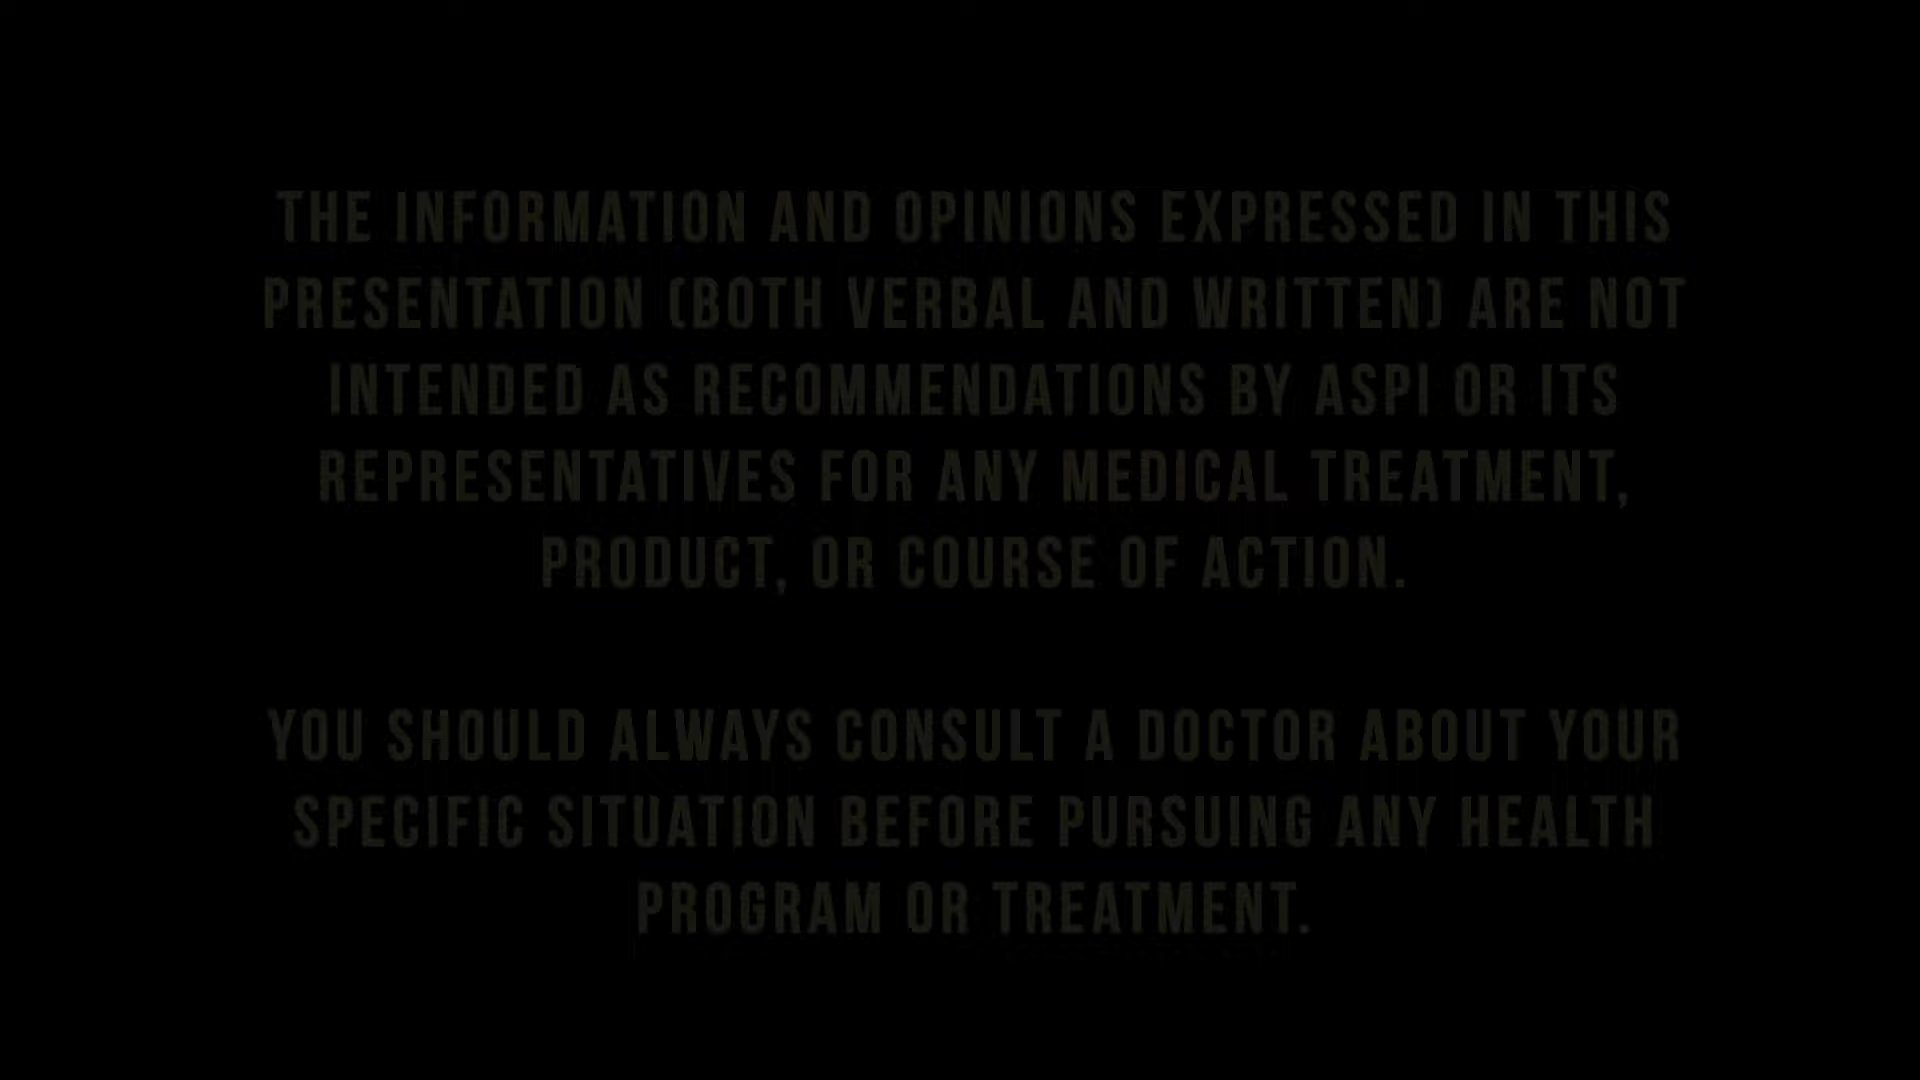 THE INFORMATION AND OPINIONS EXPRESSED IN THIS
PRESENTATION (BOTH VERBAL AND WRITTEN) ARE NOT
INTENDED AS RECOMMENDATIONS BY ASPI OR ITS
REPRESENTATIVES FOR ANY MEDICAL TREATMENT,
PRODUCT, OR COURSE OF ACTION.
YOU SHOULD ALWAYS CONSULT A DOCTOR ABOUT YOUR
SPECIFIC SITUATION BEFORE PURSUING ANY HEALTH
PROGRAM OR TREATMENT.